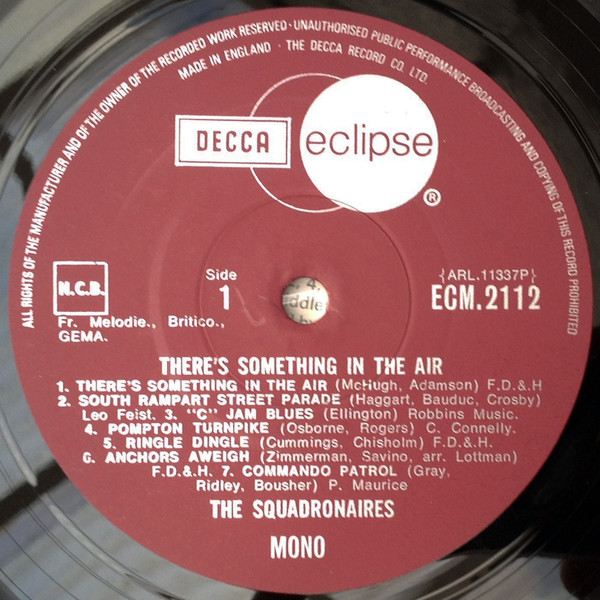 ALL RIGHTS OF THE MANUFACTURER AND OF THE OWNER OF THE RECORDED WORK RESERVED · UNAUTHORISED PUBLIC PERFORMANCE BROADCASTING AND COPYING OF THIS RECORD PROHIBITED
MADE IN ENGLAND · THE DECCA RECORD CO. LTD.
DECCA eclipse ®
N.C.B.
Fr. Melodie., Britico.,
GEMA.
Side
1
4.
ddle
{ARL.11337P}
ECM.2112
THERE'S SOMETHING IN THE AIR
1. THERE'S SOMETHING IN THE AIR (McHugh, Adamson) F.D.&.H
2. SOUTH RAMPART STREET PARADE (Haggart, Bauduc, Crosby)
Leo Feist. 3. "C" JAM BLUES (Ellington) Robbins Music.
4. POMPTON TURNPIKE (Osborne, Rogers) C. Connelly.
5. RINGLE DINGLE (Cummings, Chisholm) F.D.&.H.
6. ANCHORS AWEIGH (Zimmerman, Savino, arr. Lottman)
F.D.&.H. 7. COMMANDO PATROL (Gray,
Ridley, Bousher) P. Maurice
THE SQUADRONAIRES
MONO